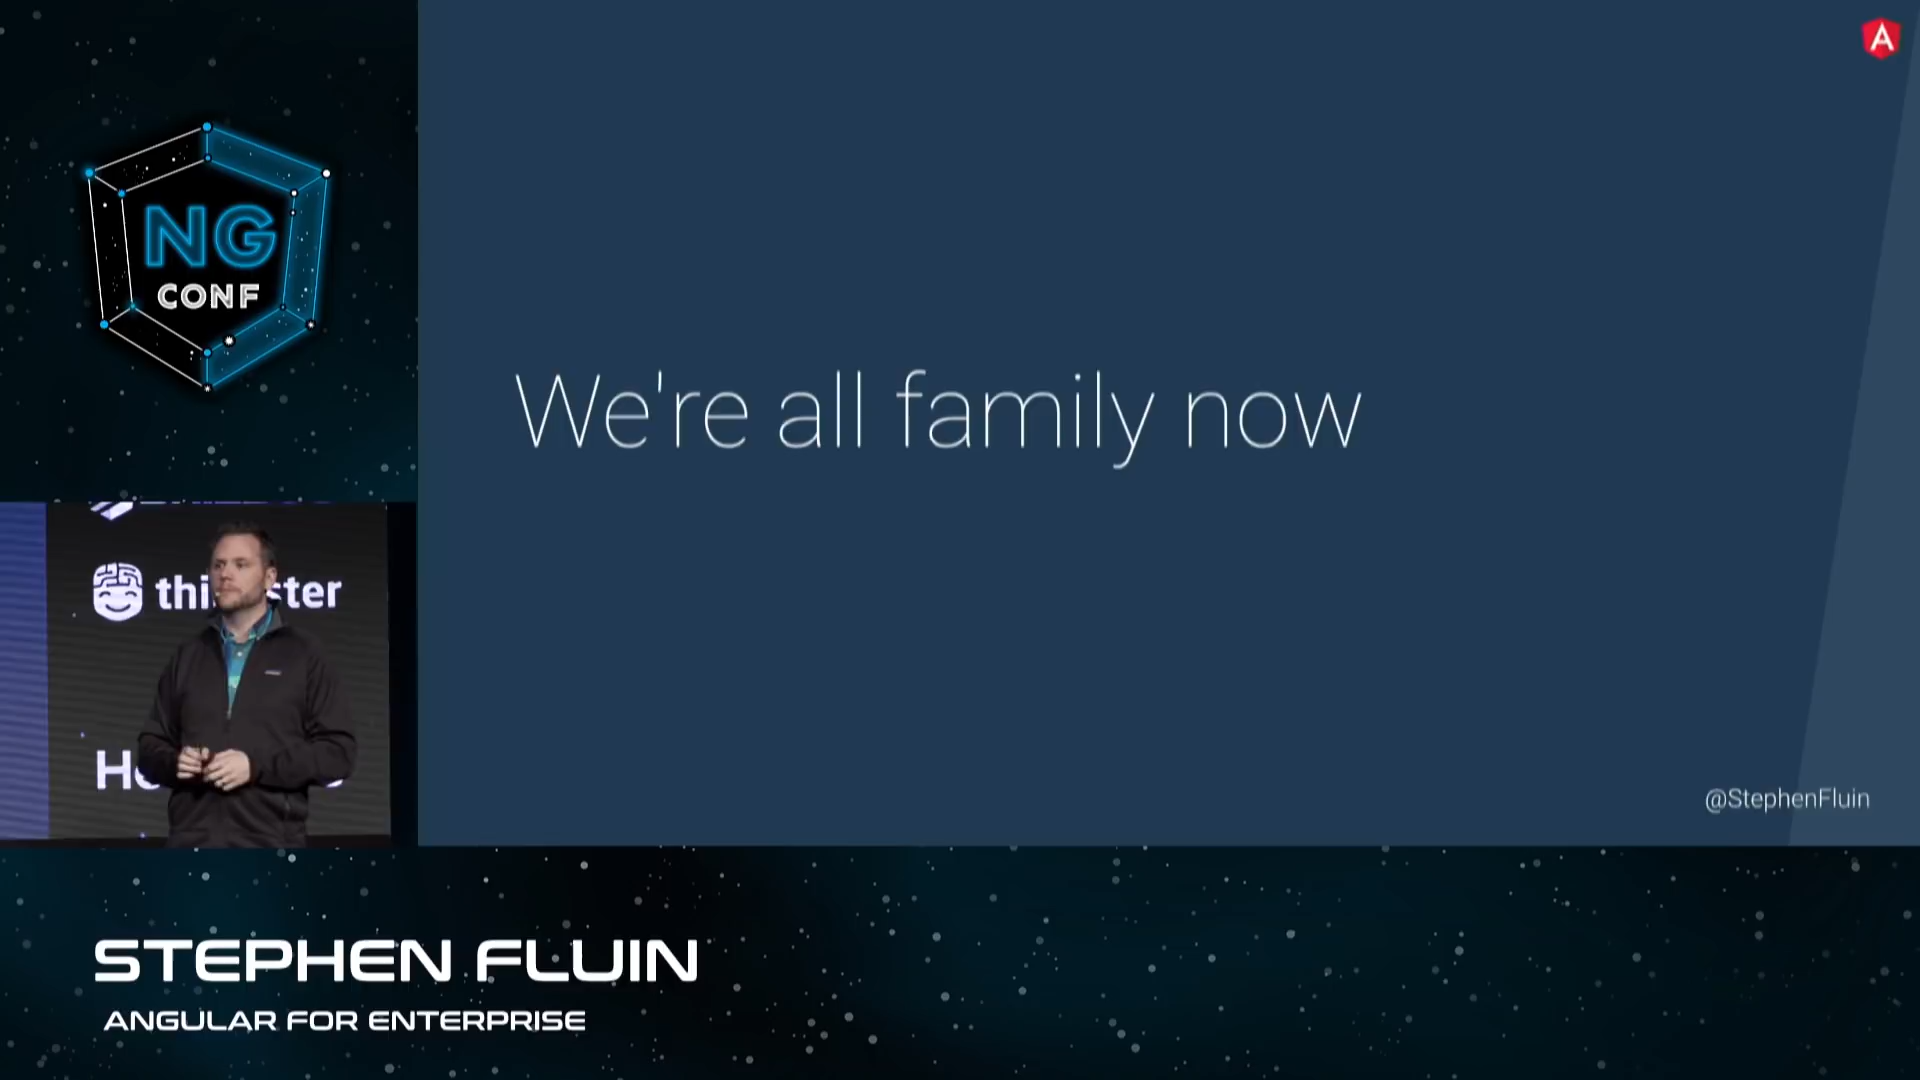 NG
CONF
We're all family now
@StephenFluin
STEPHEN FLUIN
ANGULAR FOR ENTERPRISE